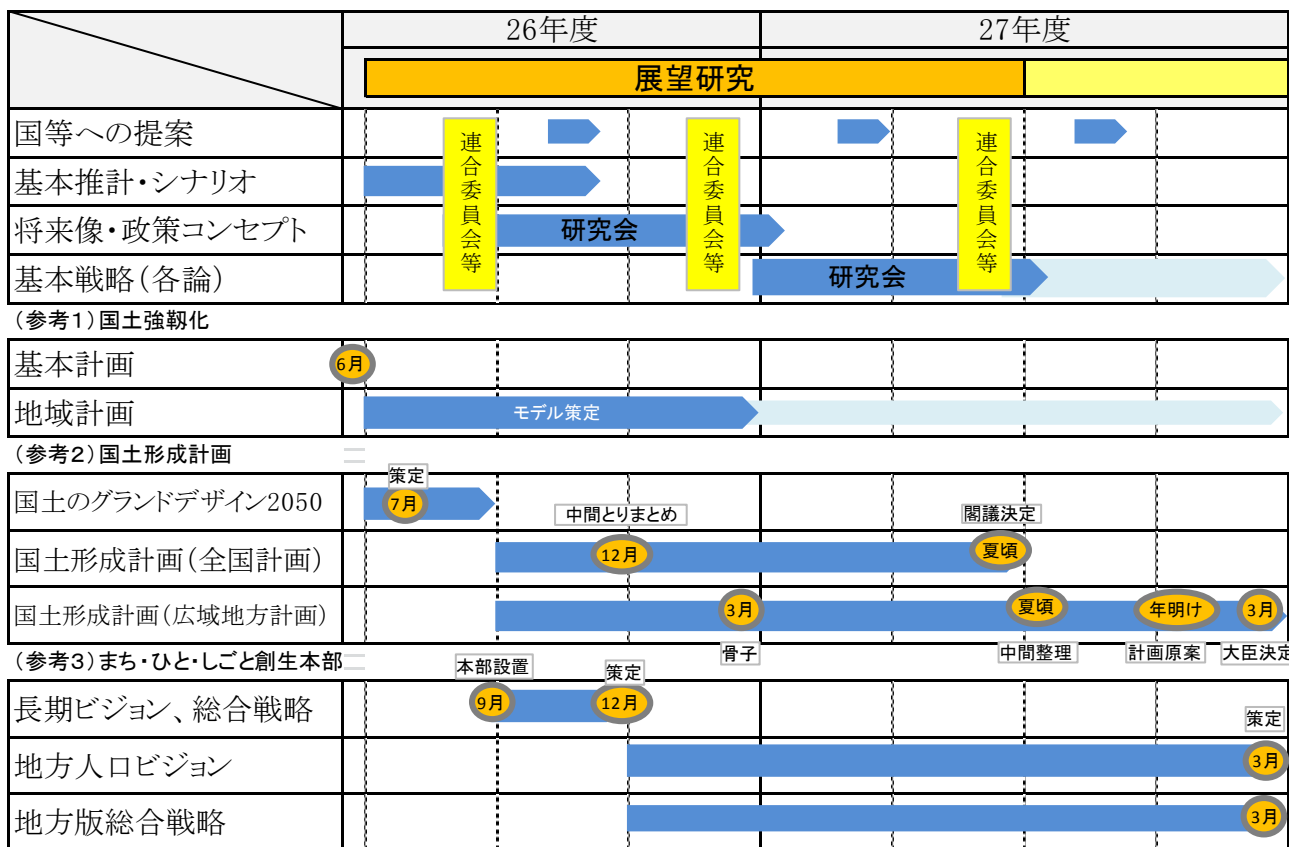 26年度
27年度
展望研究
国等への提案
基本推計・シナリオ
将来像・政策コンセプト
基本戦略(各論)
連合委員会等
連合委員会等
連合委員会等
研究会
研究会
(参考1)国土強靱化
基本計画
6月
地域計画
モデル策定
(参考2)国土形成計画
策定
国土のグランドデザイン2050
7月
中間とりまとめ
閣議決定
国土形成計画(全国計画)
12月
夏頃
国土形成計画(広域地方計画)
3月
夏頃
年明け
3月
骨子
中間整理
計画原案
大臣決定
(参考3)まち・ひと・しごと創生本部
本部設置
策定
長期ビジョン、総合戦略
9月
12月
策定
地方人口ビジョン
3月
地方版総合戦略
3月